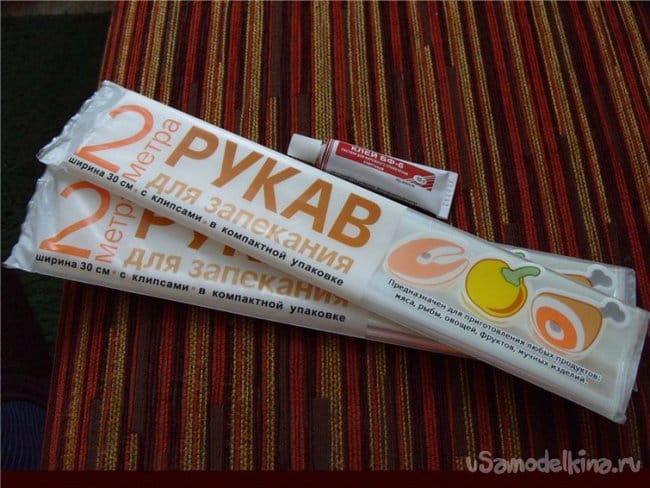 2 метра
РУКАВ
для запекания
ширина 30 см · с клипсами · в компактной упаковке
Предназначен для приготовления любых продуктов:
мяса, рыбы, овощей, фруктов, мучных изделий.
КЛЕЙ БФ-6
2 метра
РУКАВ
для запекания
ширина 30 см · с клипсами · в компактной упаковке
uSamodelkina.ru